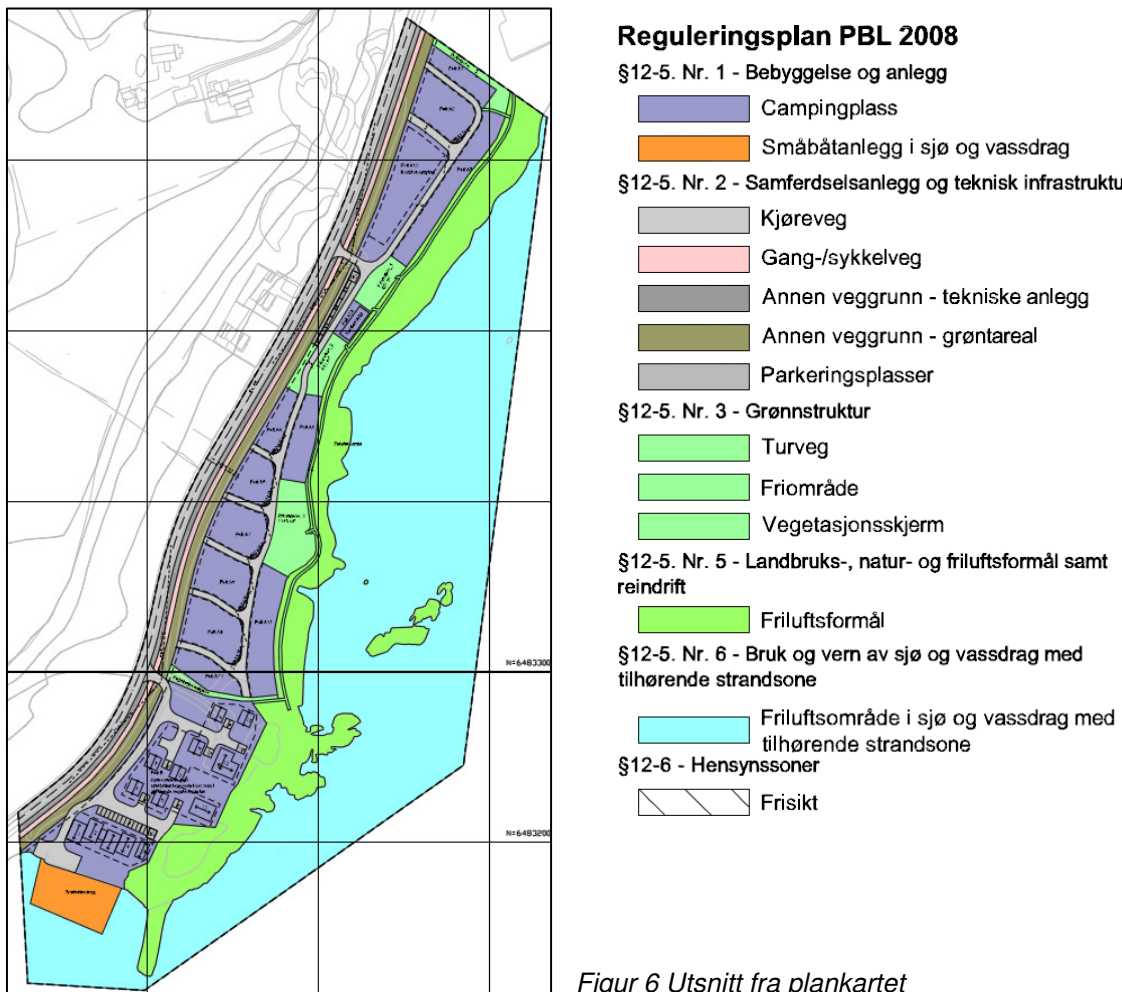 Reguleringsplan PBL 2008
§12-5. Nr. 1 - Bebyggelse og anlegg
Campingplass
Småbåtanlegg i sjø og vassdrag
§12-5. Nr. 2 - Samferdselsanlegg og teknisk infrastruktu
Kjøreveg
Gang-/sykkelveg
Annen veggrunn - tekniske anlegg
Annen veggrunn - grøntareal
Parkeringsplasser
§12-5. Nr. 3 - Grønnstruktur
Turveg
Friområde
Vegetasjonsskjerm
§12-5. Nr. 5 - Landbruks-, natur- og friluftsformål samt
reindrift
Friluftsformål
§12-5. Nr. 6 - Bruk og vern av sjø og vassdrag med
tilhørende strandsone
Friluftsområde i sjø og vassdrag med
tilhørende strandsone
§12-6 - Hensynssoner
Frisikt
N=6483300
N=6483200
Figur 6 Utsnitt fra plankartet